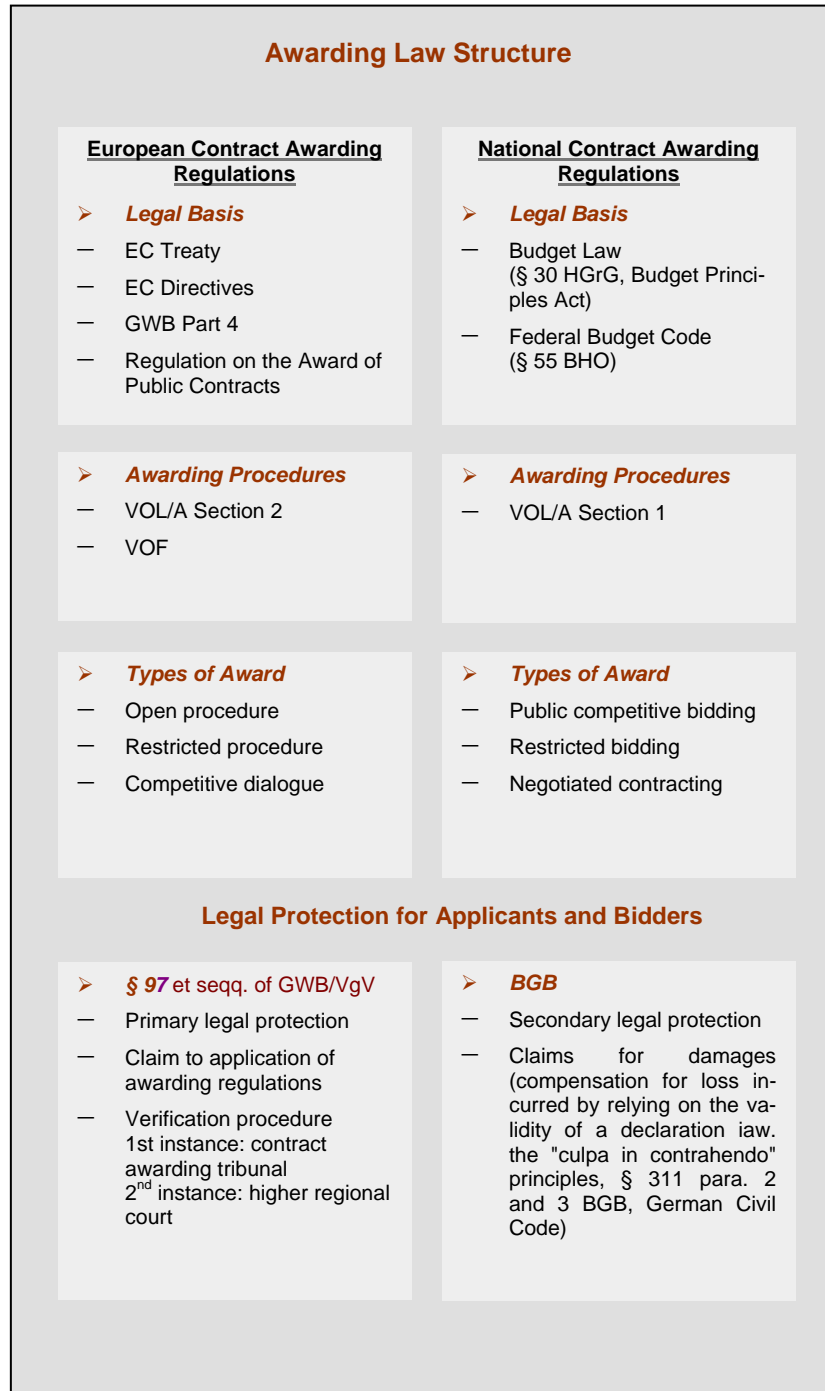 Awarding Law Structure
European Contract Awarding
Regulations
➢ Legal Basis
— EC Treaty
— EC Directives
— GWB Part 4
— Regulation on the Award of
Public Contracts
National Contract Awarding
Regulations
➢ Legal Basis
— Budget Law
(§ 30 HGrG, Budget Princi-
ples Act)
— Federal Budget Code
(§ 55 BHO)
➢ Awarding Procedures
— VOL/A Section 2
— VOF
➢ Awarding Procedures
— VOL/A Section 1
➢ Types of Award
— Open procedure
— Restricted procedure
— Competitive dialogue
➢ Types of Award
— Public competitive bidding
— Restricted bidding
— Negotiated contracting
Legal Protection for Applicants and Bidders
➢ § 97 et seqq. of GWB/VgV
— Primary legal protection
— Claim to application of
awarding regulations
— Verification procedure
1st instance: contract
awarding tribunal
2nd instance: higher regional
court
➢ BGB
— Secondary legal protection
— Claims for damages
(compensation for loss in-
curred by relying on the va-
lidity of a declaration iaw.
the "culpa in contrahendo"
principles, § 311 para. 2
and 3 BGB, German Civil
Code)